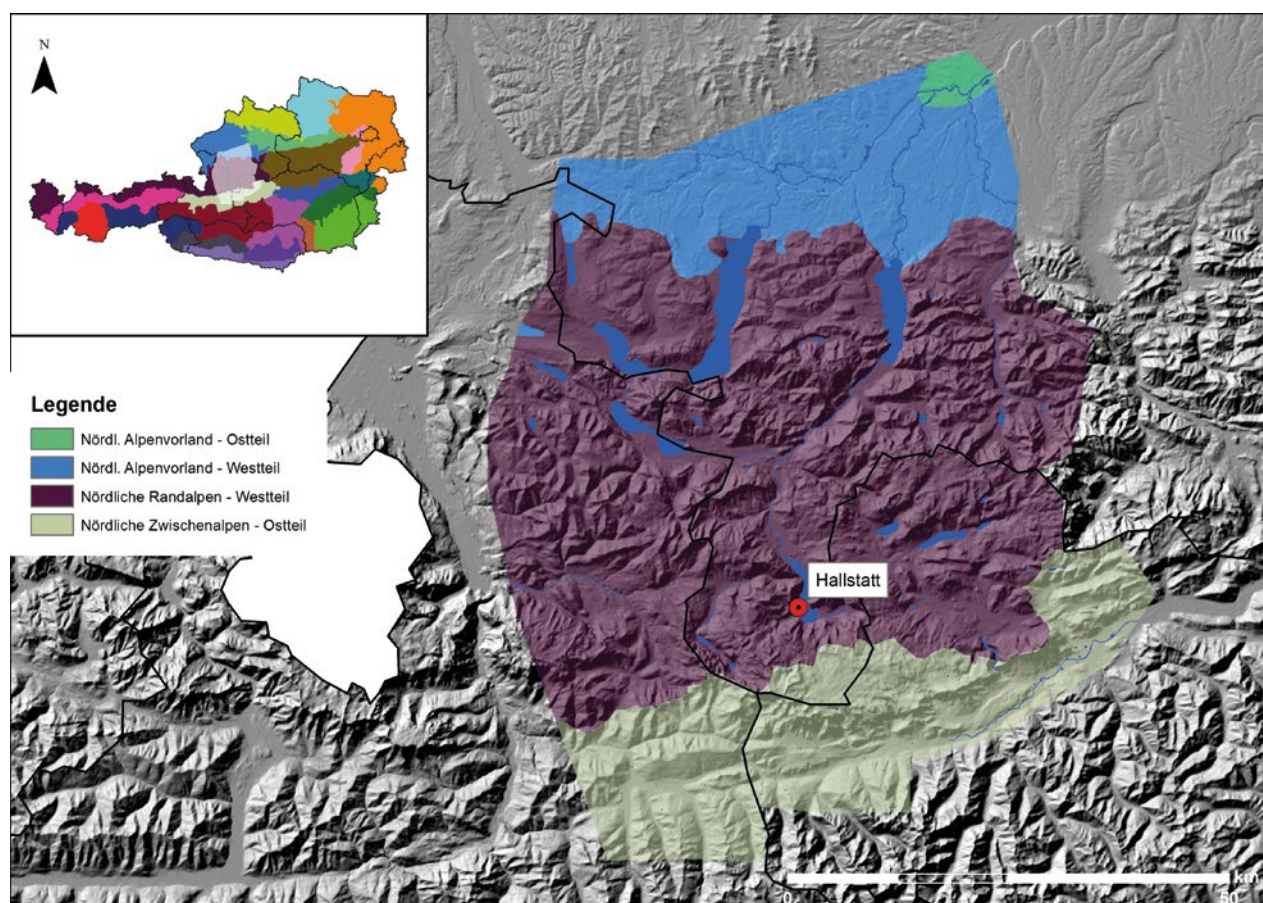 N
Legende
Nördl. Alpenvorland - Ostteil
Nördl. Alpenvorland - Westteil
Nördliche Randalpen - Westteil
Nördliche Zwischenalpen - Ostteil
Hallstatt
km
0 50